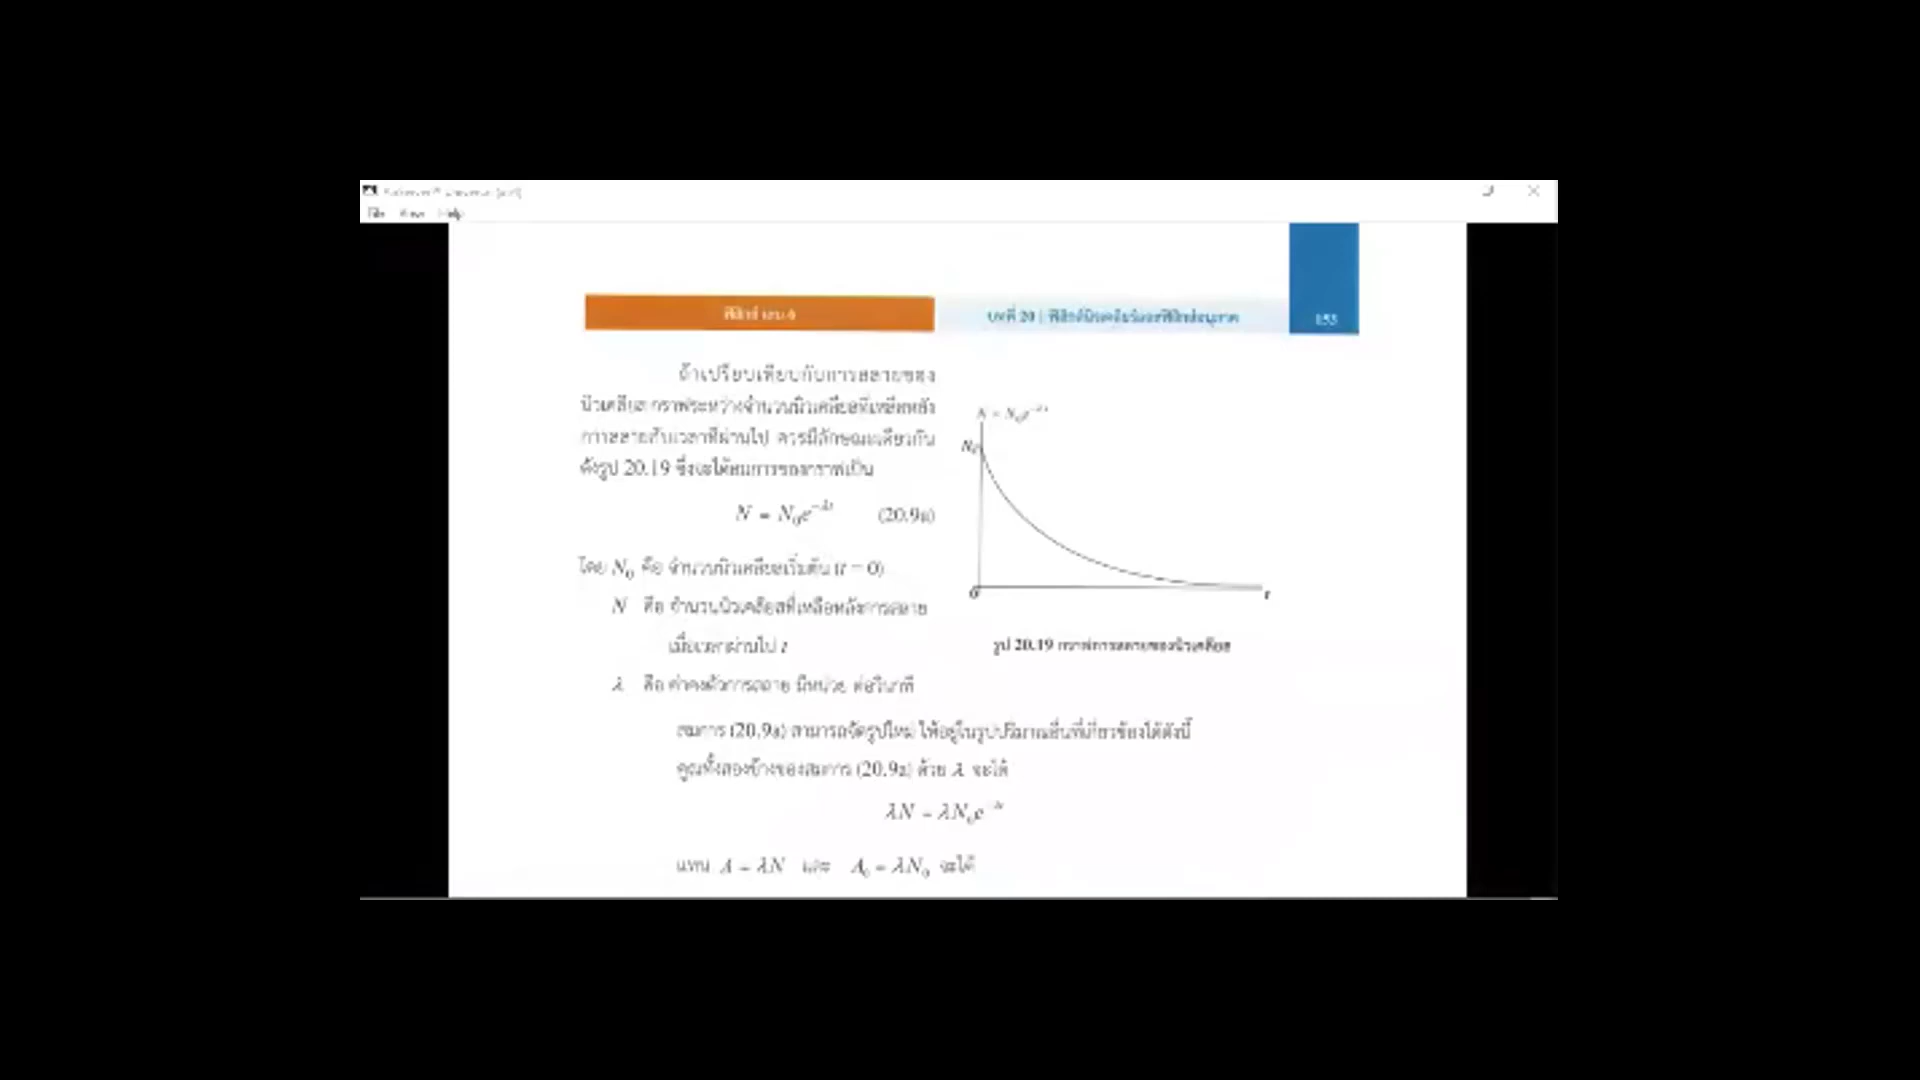 File View Help
ฟิสิกส์ เล่ม 6
บทที่ 20 | ฟิสิกส์นิวเคลียร์และฟิสิกส์อนุภาค
153
ถ้าเปรียบเทียบกับการสลายของ
นิวเคลียส กราฟระหว่างจำนวนนิวเคลียสที่เหลือหลัง
การสลายกับเวลาที่ผ่านไป ควรมีลักษณะเดียวกัน
ดังรูป 20.19 ซึ่งจะได้สมการของกราฟเป็น
N = N₀e^{-λt} (20.9a)
โดย N₀ คือ จำนวนนิวเคลียสเริ่มต้น (t = 0)
N คือ จำนวนนิวเคลียสที่เหลือหลังการสลาย
เมื่อเวลาผ่านไป t
λ คือ ค่าคงตัวการสลาย มีหน่วย ต่อวินาที
N = N₀e^{-λt}
N₀
0
t
รูป 20.19 กราฟการสลายของนิวเคลียส
สมการ (20.9a) สามารถจัดรูปใหม่ ให้อยู่ในรูปปริมาณอื่นที่เกี่ยวข้องได้ดังนี้
คูณทั้งสองข้างของสมการ (20.9a) ด้วย λ จะได้
λN = λN₀e^{-λt}
แทน A = λN และ A₀ = λN₀ จะได้